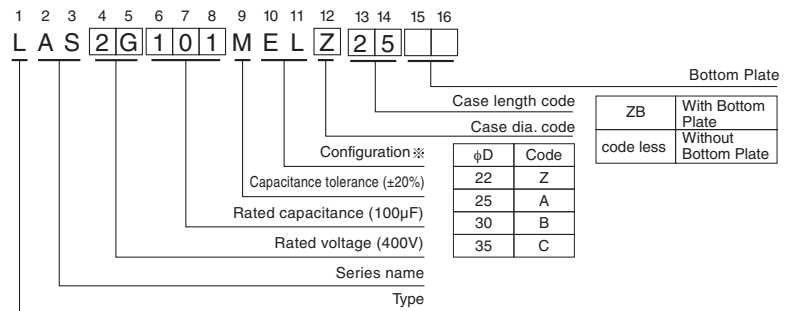 1 2 3 4 5 6 7 8 9 10 11 12 13 14 15 16
L A S 2 G 1 0 1 M E L Z 2 5
Bottom Plate
Case length code
Case dia. code
Configuration※
Capacitance tolerance (±20%)
Rated capacitance (100µF)
Rated voltage (400V)
Series name
Type
ϕD Code
22 Z
25 A
30 B
35 C
ZB With Bottom
Plate
code less Without
Bottom Plate